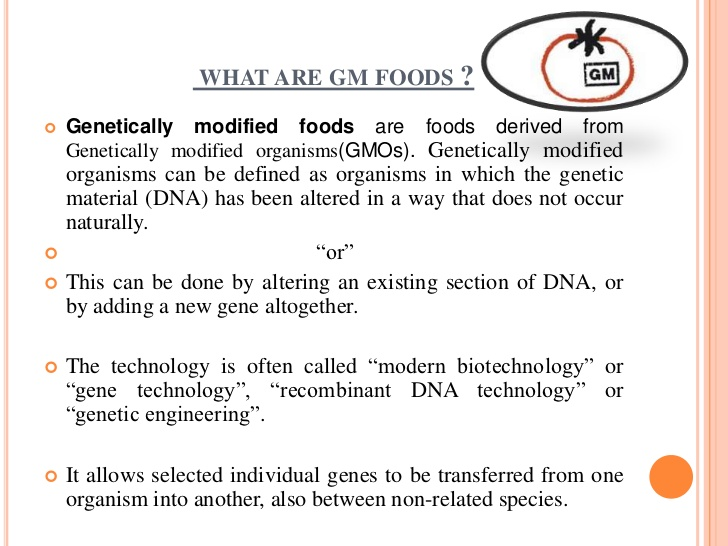 WHAT ARE GM FOODS ?
GM
Genetically modified foods are foods derived from
Genetically modified organisms(GMOs). Genetically modified
organisms can be defined as organisms in which the genetic
material (DNA) has been altered in a way that does not occur
naturally.
“or”
This can be done by altering an existing section of DNA, or
by adding a new gene altogether.
The technology is often called “modern biotechnology” or
“gene technology”, “recombinant DNA technology” or
“genetic engineering”.
It allows selected individual genes to be transferred from one
organism into another, also between non-related species.